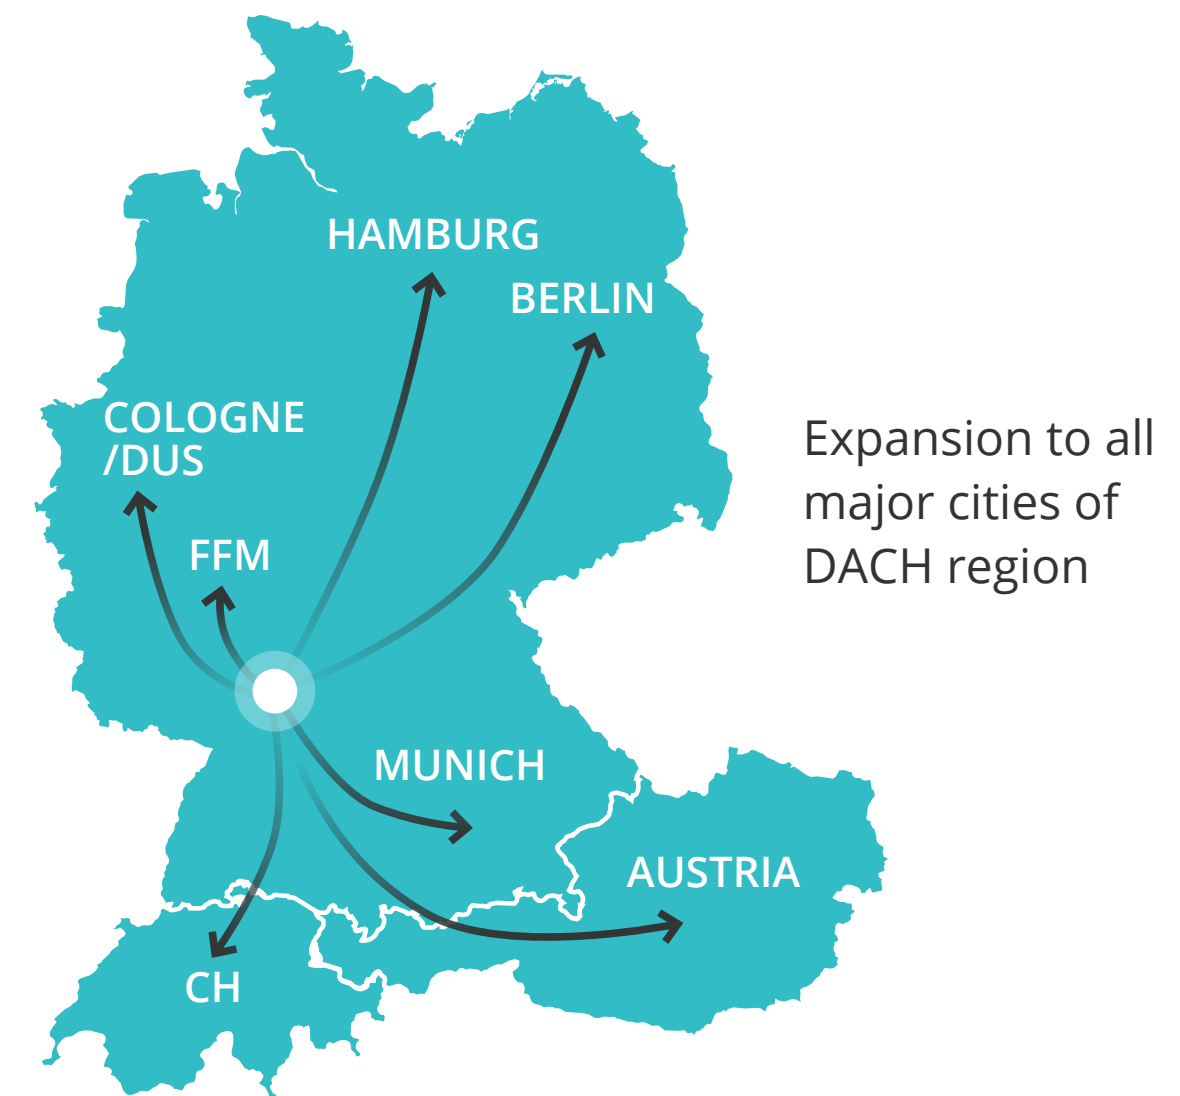 HAMBURG
BERLIN
COLOGNE
/DUS
FFM
MUNICH
AUSTRIA
CH
Expansion to all
major cities of
DACH region